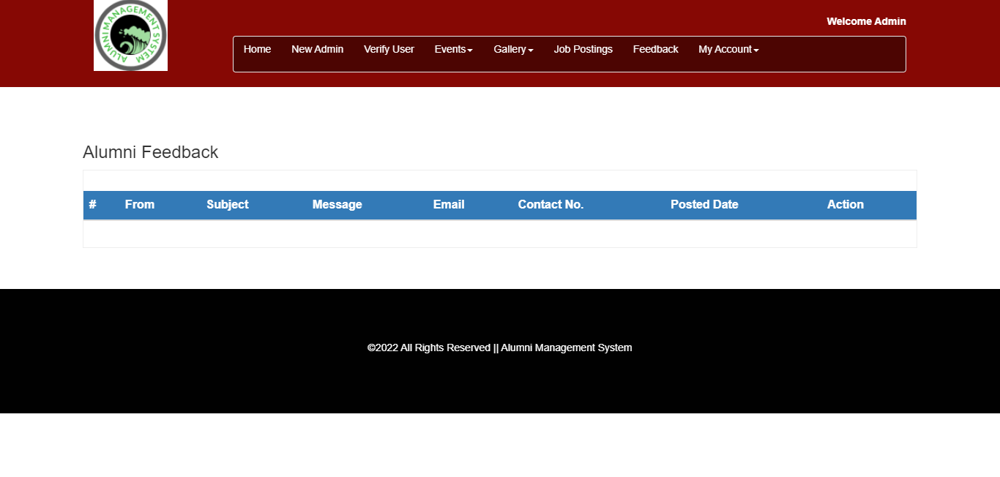 ALUMNI MANAGEMENT SYSTEM
Welcome Admin
Home New Admin Verify User Events Gallery Job Postings Feedback My Account
Alumni Feedback
# From Subject Message Email Contact No. Posted Date Action
©2022 All Rights Reserved || Alumni Management System